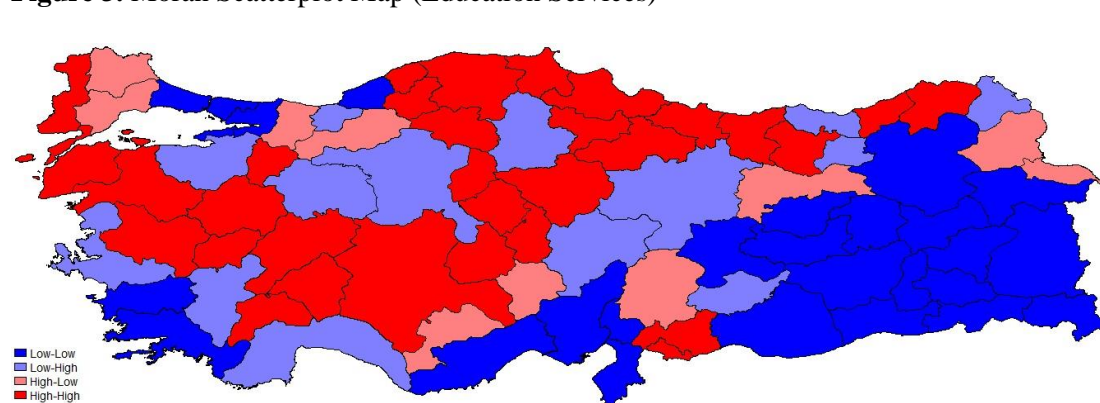 Figure 3. Moran Scatterplot Map (Education Services)
Low-Low
Low-High
High-Low
High-High